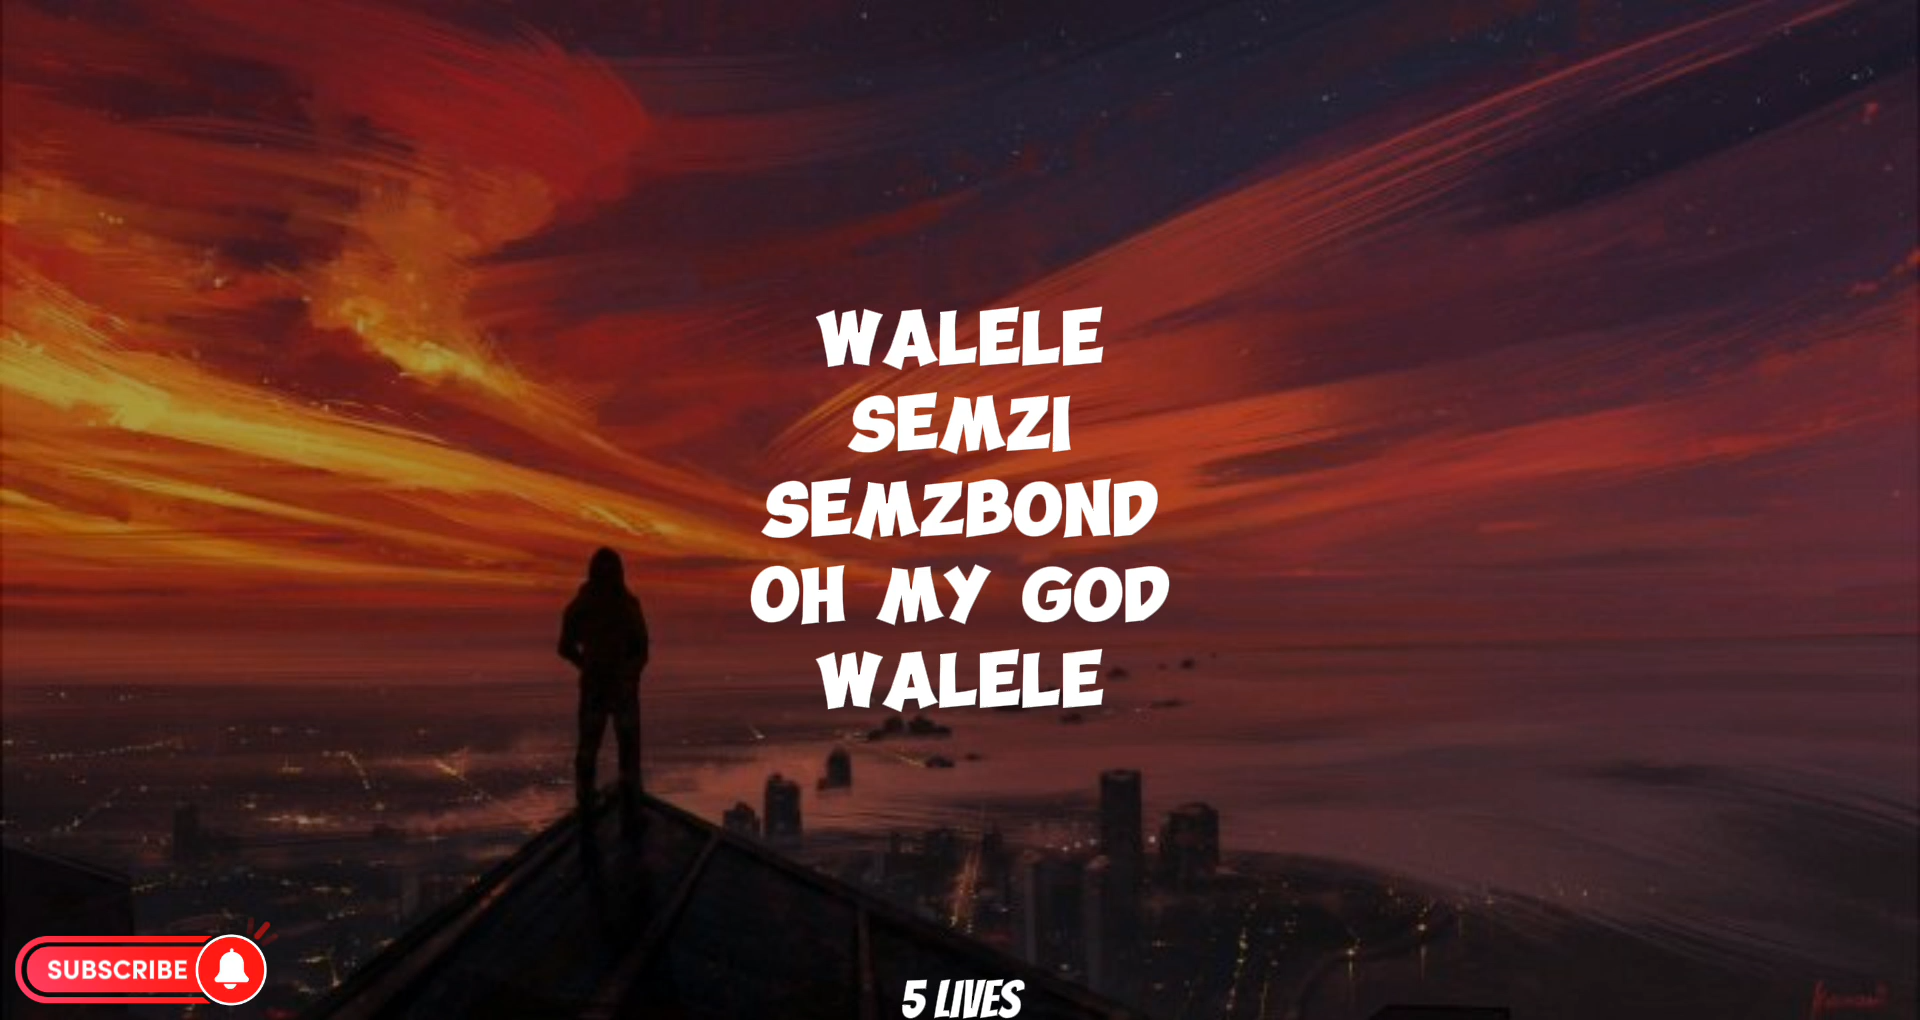 WALELE
SEMZI
SEMZBOND
OH MY GOD
WALELE
SUBSCRIBE
5 LIVES